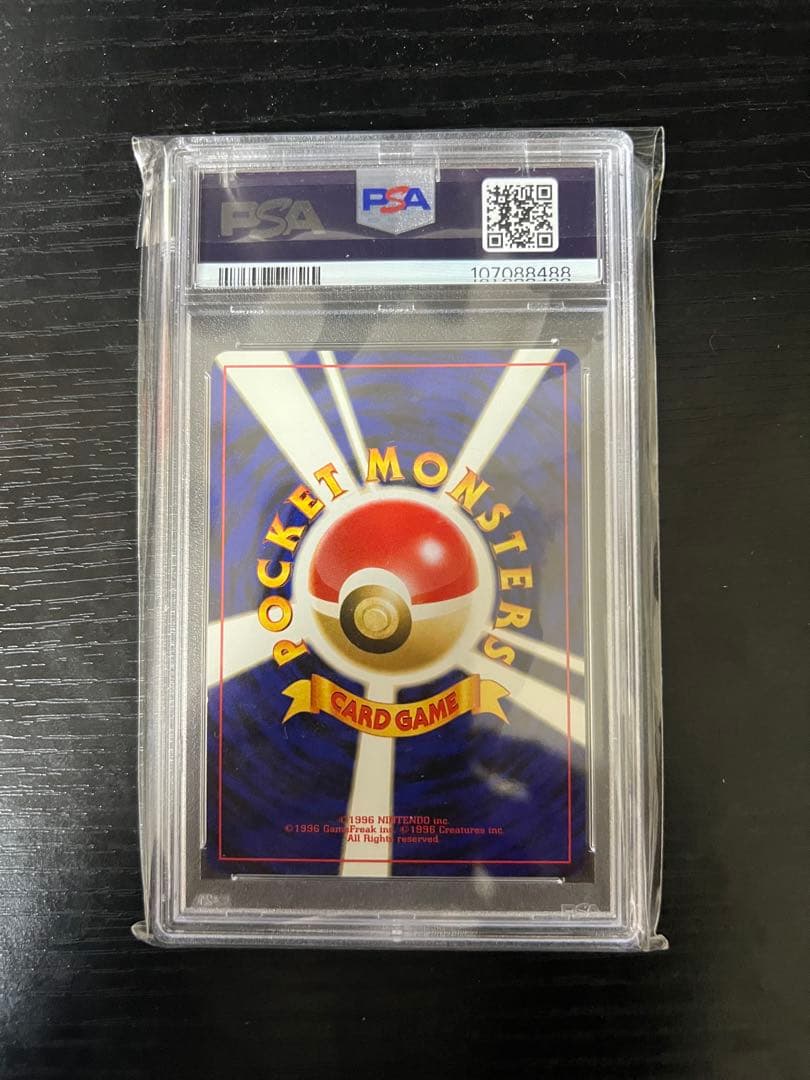 PSA PSA
107088488
POCKET MONSTERS
CARD GAME
©1996 NINTENDO inc.
©1996 GameFreak inc. ©1996 Creatures inc.
All Rights reserved.
PSA